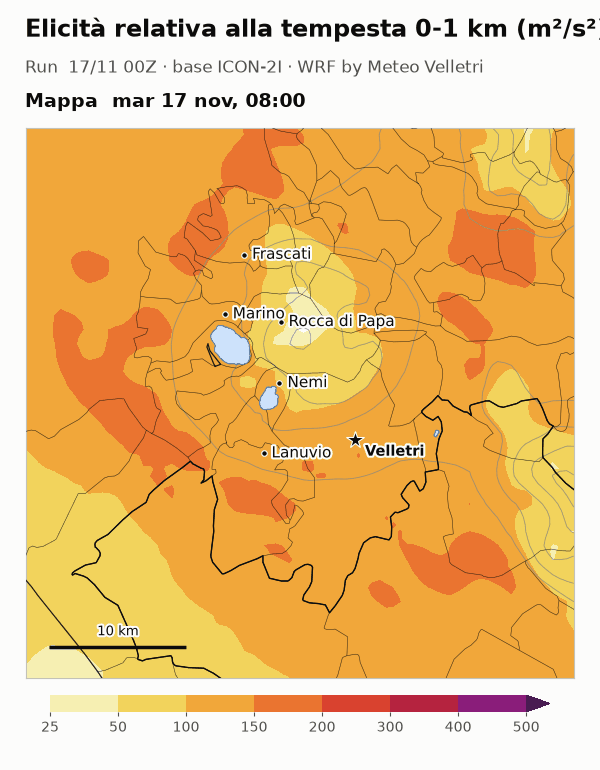 Elicità relativa alla tempesta 0-1 km (m²/s²)
Run 17/11 00Z · base ICON-2I · WRF by Meteo Velletri
Mappa mar 17 nov, 08:00
Frascati
Marino
Rocca di Papa
Nemi
Lanuvio
Velletri
10 km
25 50 100 150 200 300 400 500